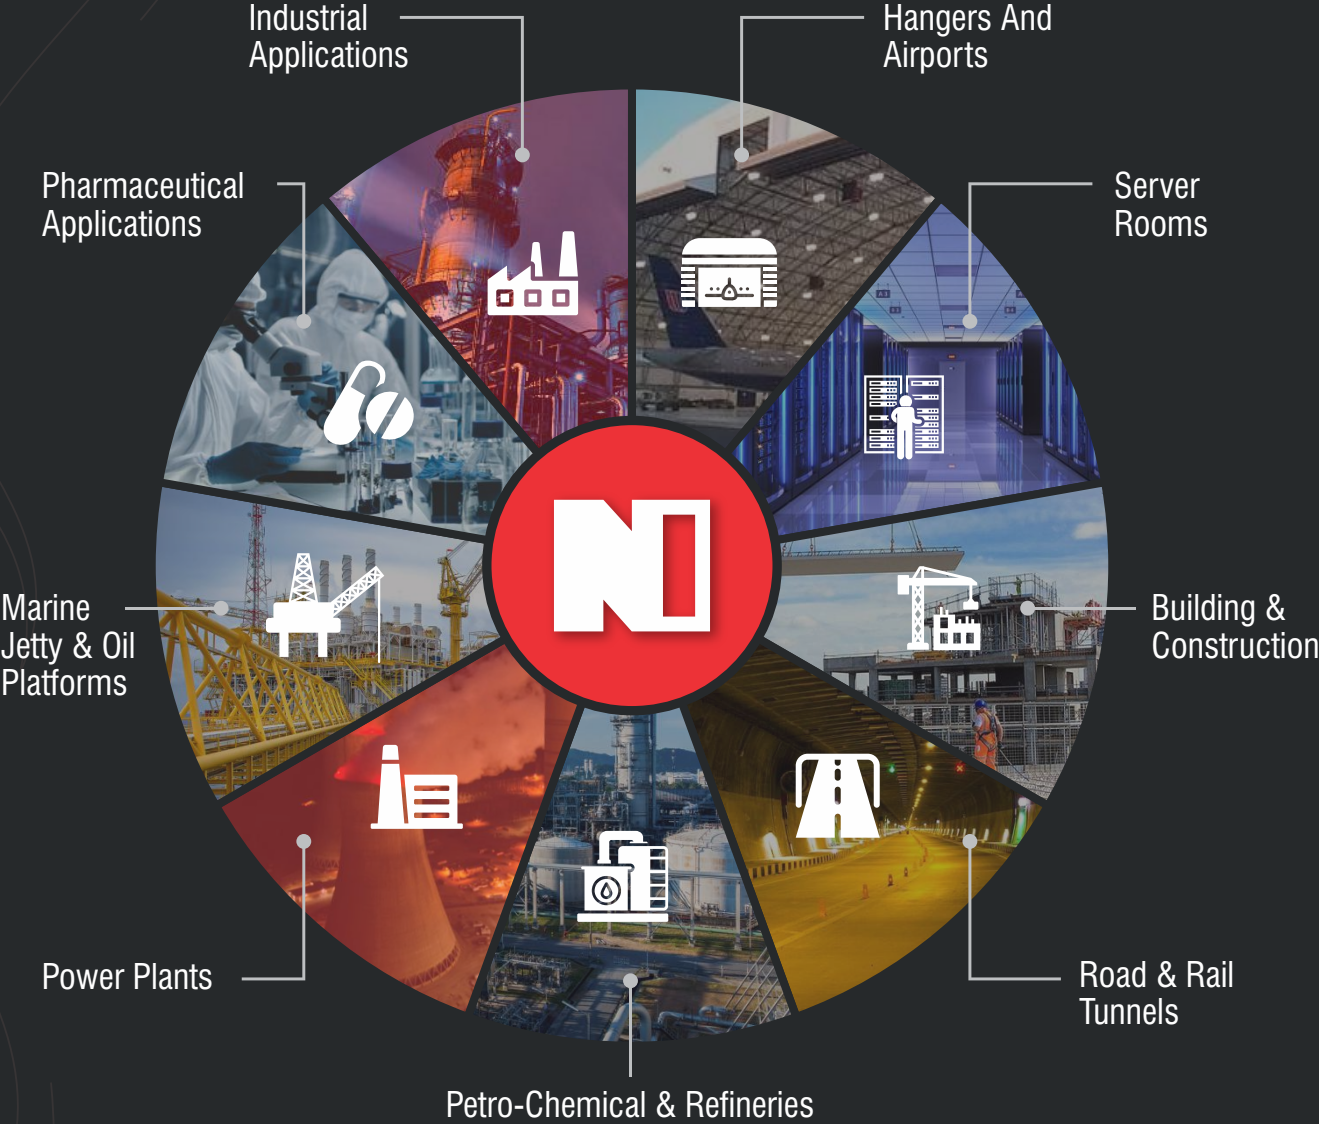 Industrial
Applications
Hangers And
Airports
Pharmaceutical
Applications
Server
Rooms
Marine
Jetty & Oil
Platforms
NI
Building &
Construction
Power Plants
Road & Rail
Tunnels
Petro-Chemical & Refineries